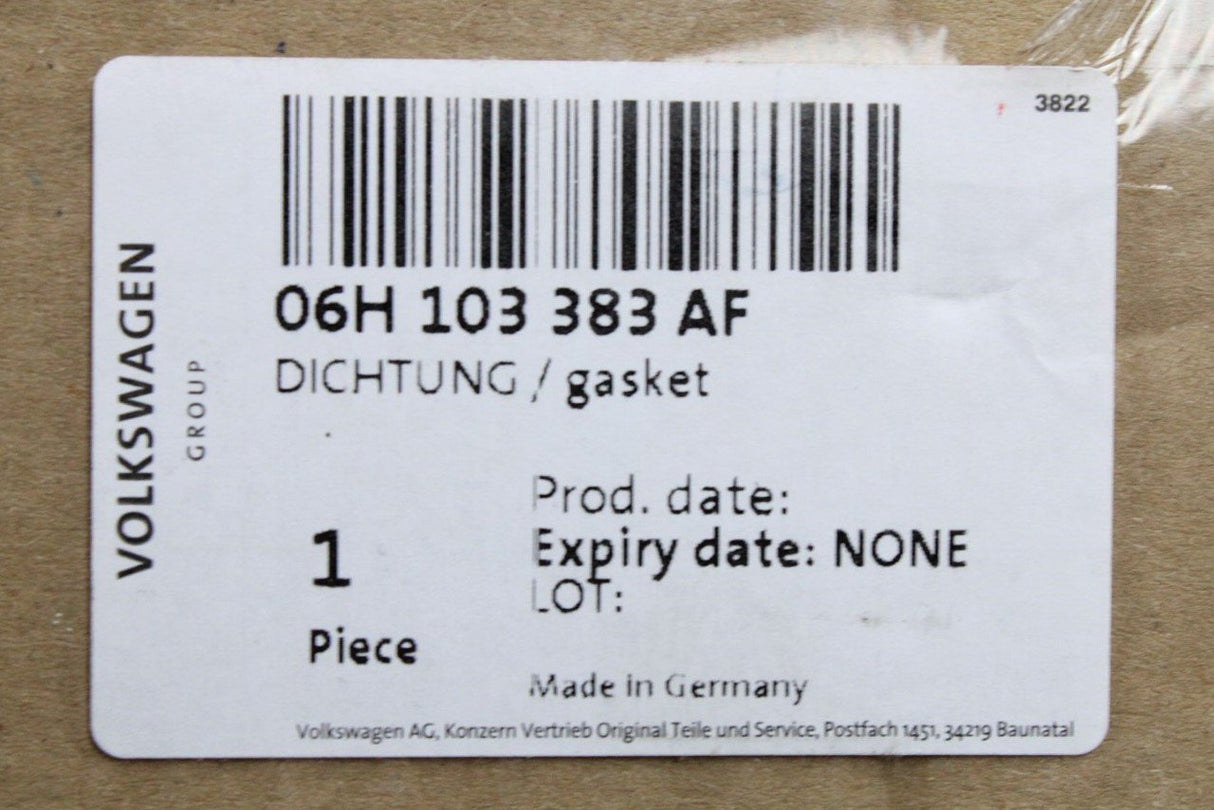 3822
06H 103 383 AF
DICHTUNG / gasket
VOLKSWAGEN
GROUP
Prod. date:
Expiry date: NONE
LOT:
1
Piece
Made in Germany
Volkswagen AG, Konzern Vertrieb Original Teile und Service, Postfach 1451, 34219 Baunatal